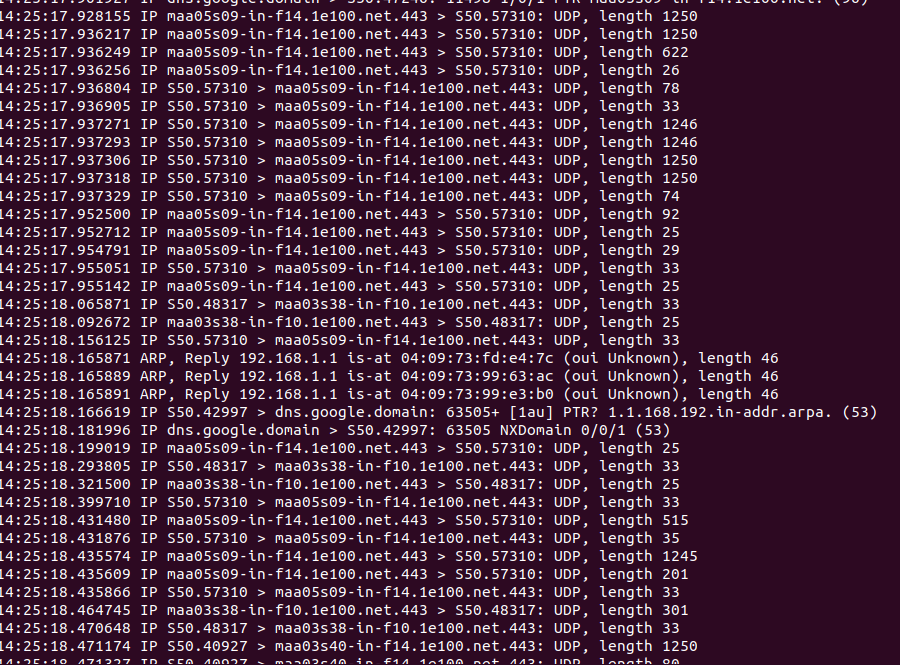 14:25:17.928155 IP maa05s09-in-f14.1e100.net.443 > S50.57310: UDP, length 1250
14:25:17.936217 IP maa05s09-in-f14.1e100.net.443 > S50.57310: UDP, length 1250
14:25:17.936249 IP maa05s09-in-f14.1e100.net.443 > S50.57310: UDP, length 622
14:25:17.936256 IP maa05s09-in-f14.1e100.net.443 > S50.57310: UDP, length 26
14:25:17.936804 IP S50.57310 > maa05s09-in-f14.1e100.net.443: UDP, length 78
14:25:17.936905 IP S50.57310 > maa05s09-in-f14.1e100.net.443: UDP, length 33
14:25:17.937271 IP S50.57310 > maa05s09-in-f14.1e100.net.443: UDP, length 1246
14:25:17.937293 IP S50.57310 > maa05s09-in-f14.1e100.net.443: UDP, length 1246
14:25:17.937306 IP S50.57310 > maa05s09-in-f14.1e100.net.443: UDP, length 1250
14:25:17.937318 IP S50.57310 > maa05s09-in-f14.1e100.net.443: UDP, length 1250
14:25:17.937329 IP S50.57310 > maa05s09-in-f14.1e100.net.443: UDP, length 74
14:25:17.952500 IP maa05s09-in-f14.1e100.net.443 > S50.57310: UDP, length 92
14:25:17.952712 IP maa05s09-in-f14.1e100.net.443 > S50.57310: UDP, length 25
14:25:17.954791 IP maa05s09-in-f14.1e100.net.443 > S50.57310: UDP, length 29
14:25:17.955051 IP S50.57310 > maa05s09-in-f14.1e100.net.443: UDP, length 33
14:25:17.955142 IP maa05s09-in-f14.1e100.net.443 > S50.57310: UDP, length 25
14:25:18.065871 IP S50.48317 > maa03s38-in-f10.1e100.net.443: UDP, length 33
14:25:18.092672 IP maa03s38-in-f10.1e100.net.443 > S50.48317: UDP, length 25
14:25:18.156125 IP S50.57310 > maa05s09-in-f14.1e100.net.443: UDP, length 33
14:25:18.165871 ARP, Reply 192.168.1.1 is-at 04:09:73:fd:e4:7c (oui Unknown), length 46
14:25:18.165889 ARP, Reply 192.168.1.1 is-at 04:09:73:99:63:ac (oui Unknown), length 46
14:25:18.165891 ARP, Reply 192.168.1.1 is-at 04:09:73:99:e3:b0 (oui Unknown), length 46
14:25:18.166619 IP S50.42997 > dns.google.domain: 63505+ [1au] PTR? 1.1.168.192.in-addr.arpa. (53)
14:25:18.181996 IP dns.google.domain > S50.42997: 63505 NXDomain 0/0/1 (53)
14:25:18.199019 IP maa05s09-in-f14.1e100.net.443 > S50.57310: UDP, length 25
14:25:18.293805 IP S50.48317 > maa03s38-in-f10.1e100.net.443: UDP, length 33
14:25:18.321500 IP maa03s38-in-f10.1e100.net.443 > S50.48317: UDP, length 25
14:25:18.399710 IP S50.57310 > maa05s09-in-f14.1e100.net.443: UDP, length 33
14:25:18.431480 IP maa05s09-in-f14.1e100.net.443 > S50.57310: UDP, length 515
14:25:18.431876 IP S50.57310 > maa05s09-in-f14.1e100.net.443: UDP, length 35
14:25:18.435574 IP maa05s09-in-f14.1e100.net.443 > S50.57310: UDP, length 1245
14:25:18.435609 IP maa05s09-in-f14.1e100.net.443 > S50.57310: UDP, length 201
14:25:18.435866 IP S50.57310 > maa05s09-in-f14.1e100.net.443: UDP, length 33
14:25:18.464745 IP maa03s38-in-f10.1e100.net.443 > S50.48317: UDP, length 301
14:25:18.470648 IP S50.48317 > maa03s38-in-f10.1e100.net.443: UDP, length 33
14:25:18.471174 IP S50.40927 > maa03s40-in-f10.1e100.net.443: UDP, length 1250